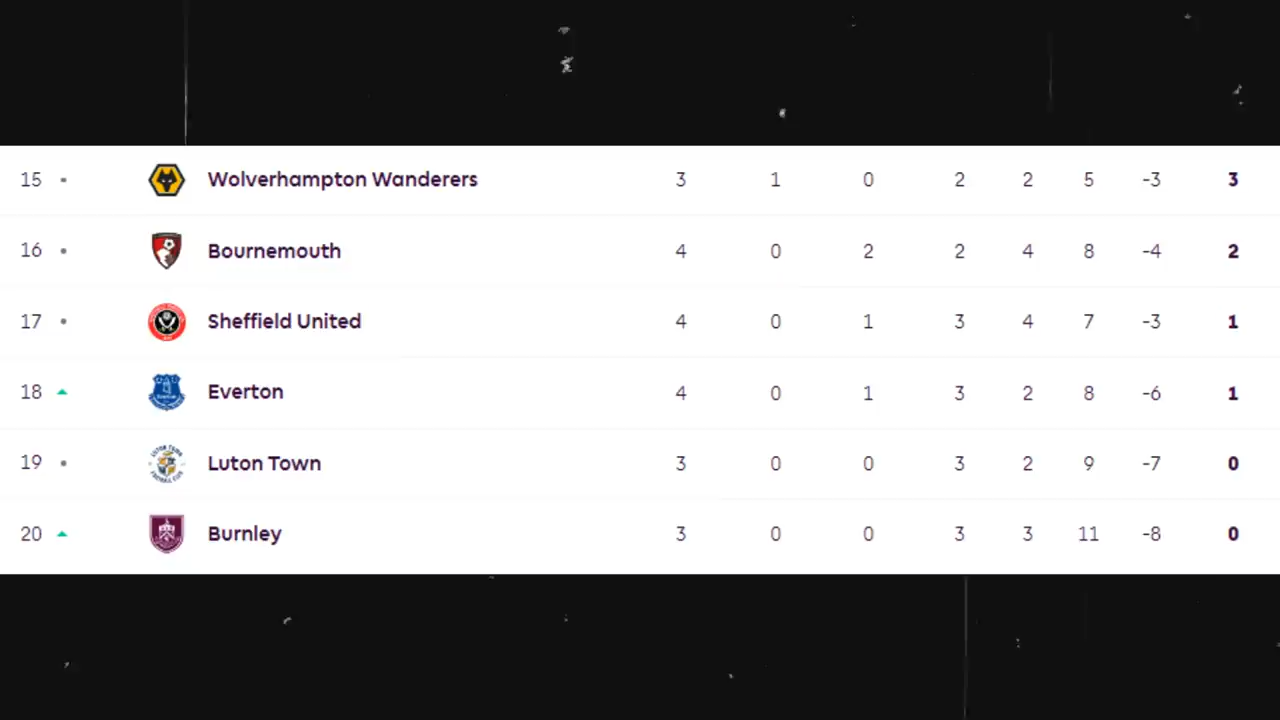 15 Wolverhampton Wanderers 3 1 0 2 2 5 -3 3
16 Bournemouth 4 0 2 2 4 8 -4 2
17 Sheffield United 4 0 1 3 4 7 -3 1
18 Everton 4 0 1 3 2 8 -6 1
19 Luton Town 3 0 0 3 2 9 -7 0
20 Burnley 3 0 0 3 3 11 -8 0